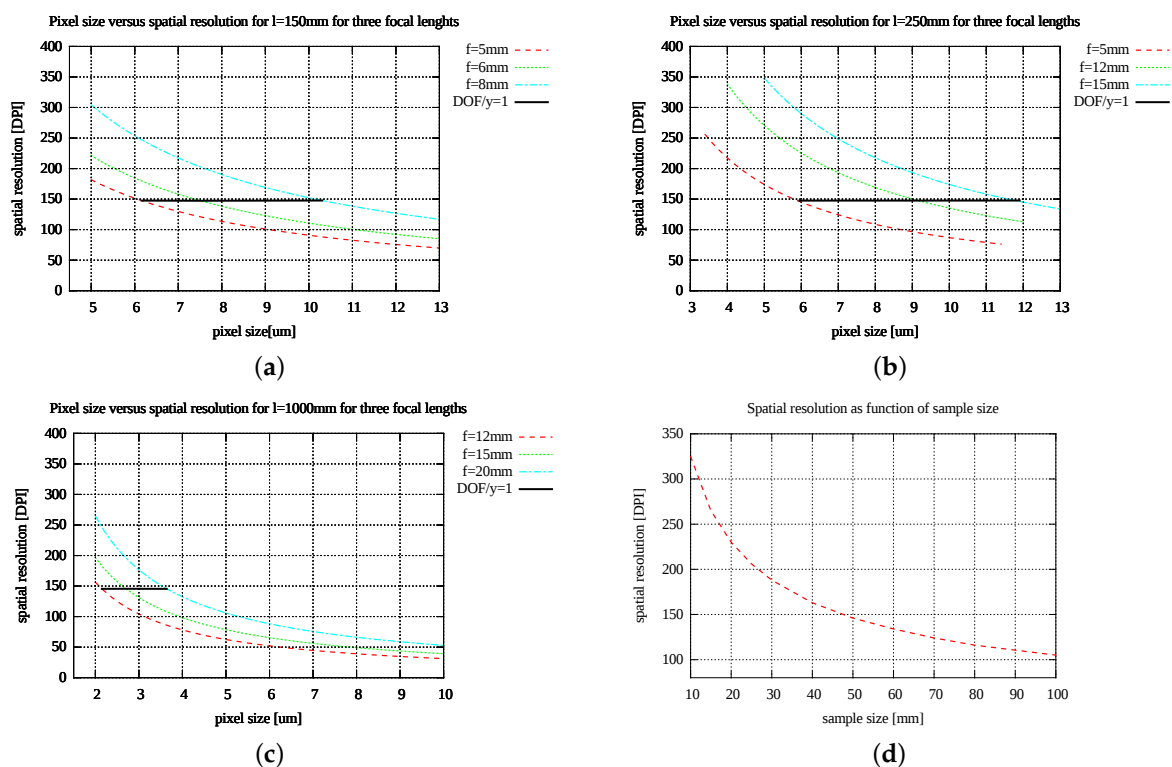 Pixel size versus spatial resolution for l=150mm for three focal lenghts
400
350
300
250
200
150
100
50
0
spatial resolution [DPI]
5 6 7 8 9 10 11 12 13
pixel size[um]
f=5mm
f=6mm
f=8mm
DOF/y=1
(a)
Pixel size versus spatial resolution for l=250mm for three focal lengths
400
350
300
250
200
150
100
50
0
spatial resolution [DPI]
3 4 5 6 7 8 9 10 11 12 13
pixel size[um]
f=5mm
f=12mm
f=15mm
DOF/y=1
(b)
Pixel size versus spatial resolution for l=1000mm for three focal lengths
400
350
300
250
200
150
100
50
0
spatial resolution [DPI]
2 3 4 5 6 7 8 9 10
pixel size [um]
f=12mm
f=15mm
f=20mm
DOF/y=1
(c)
Spatial resolution as function of sample size
350
300
250
200
150
100
spatial resolution [DPI]
10 20 30 40 50 60 70 80 90 100
sample size [mm]
(d)